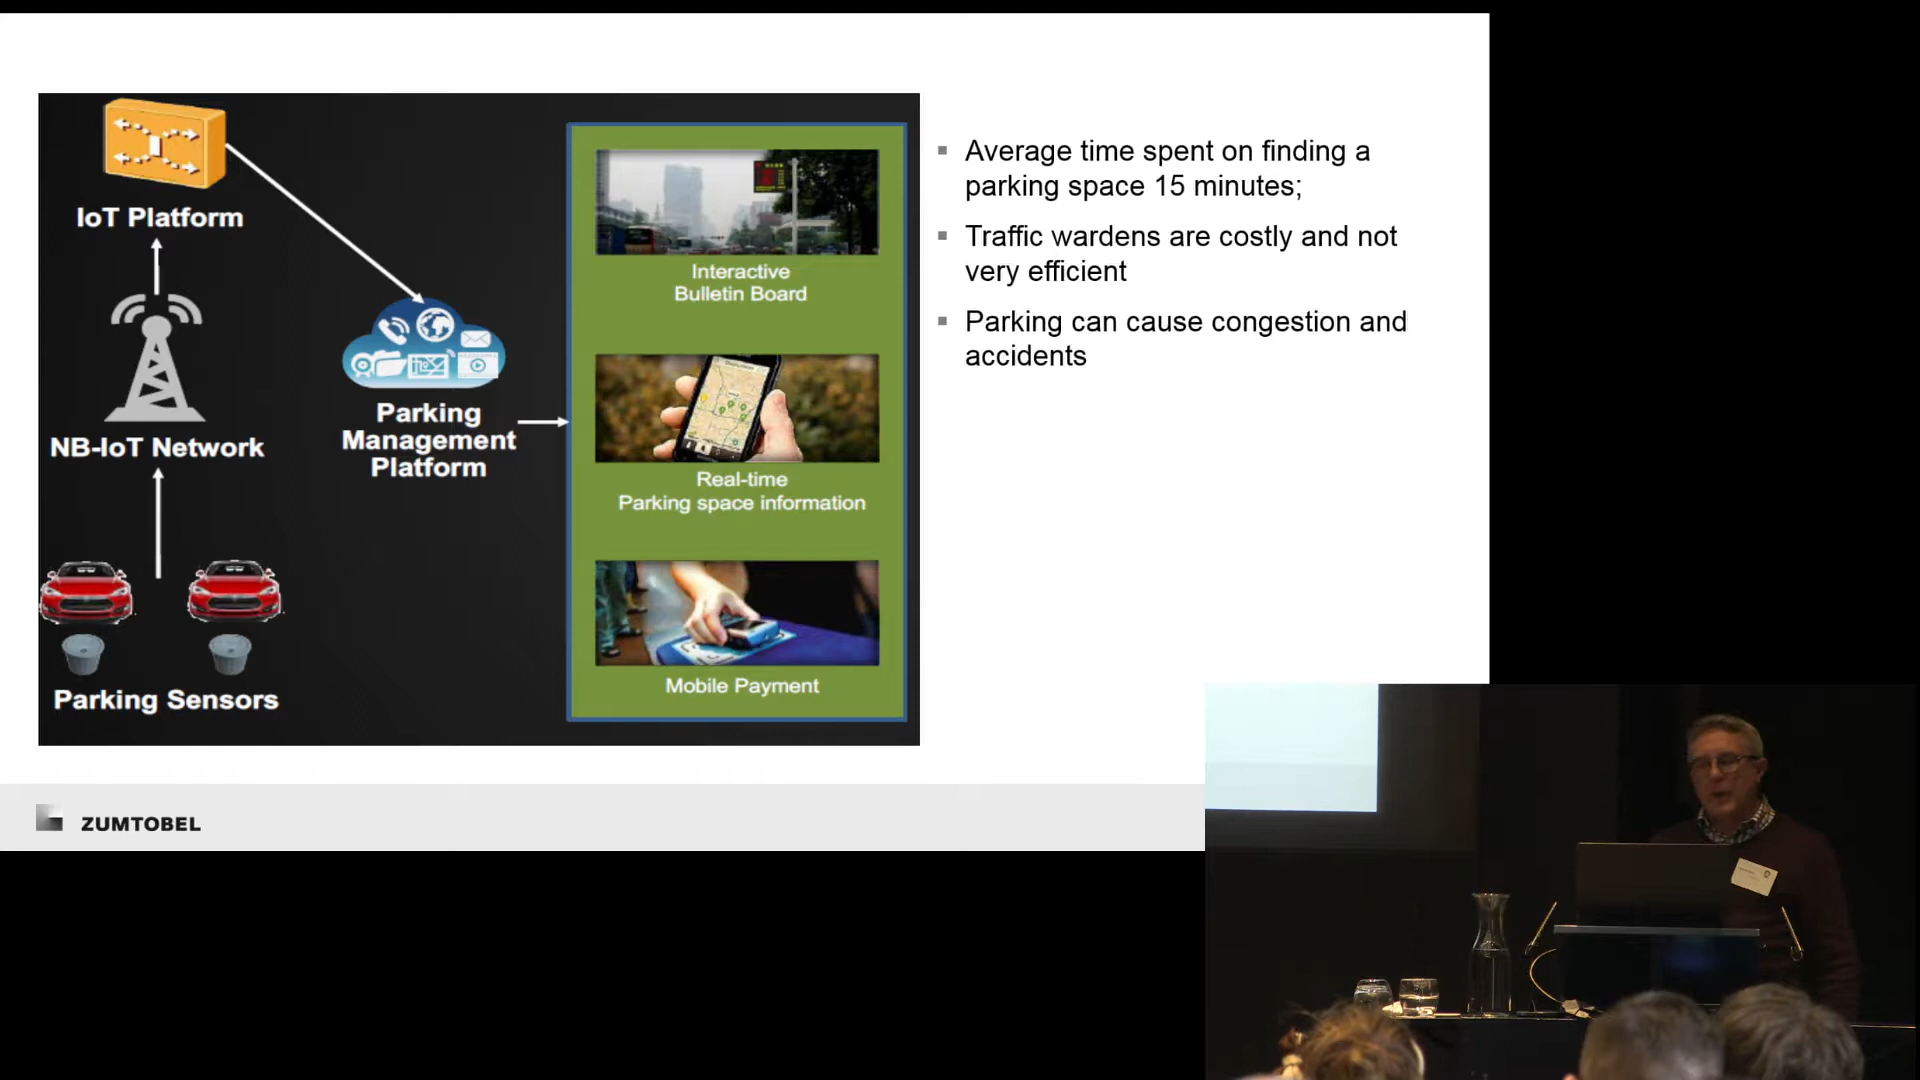 IoT Platform
NB-IoT Network
Parking Sensors
Parking
Management
Platform
Interactive
Bulletin Board
Real-time
Parking space information
Mobile Payment
Average time spent on finding a
parking space 15 minutes;
Traffic wardens are costly and not
very efficient
Parking can cause congestion and
accidents
ZUMTOBEL